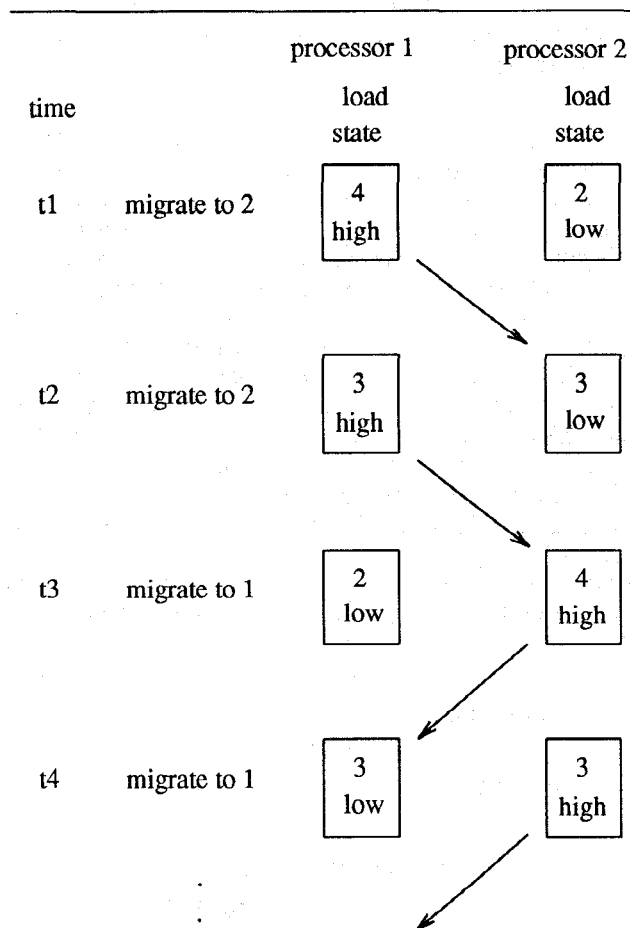 processor 1 processor 2
load load
time
state state
4 2
t1 migrate to 2
high low
3 3
t2 migrate to 2
high low
2 4
t3 migrate to 1
low high
3 3
t4 migrate to 1
low high
: